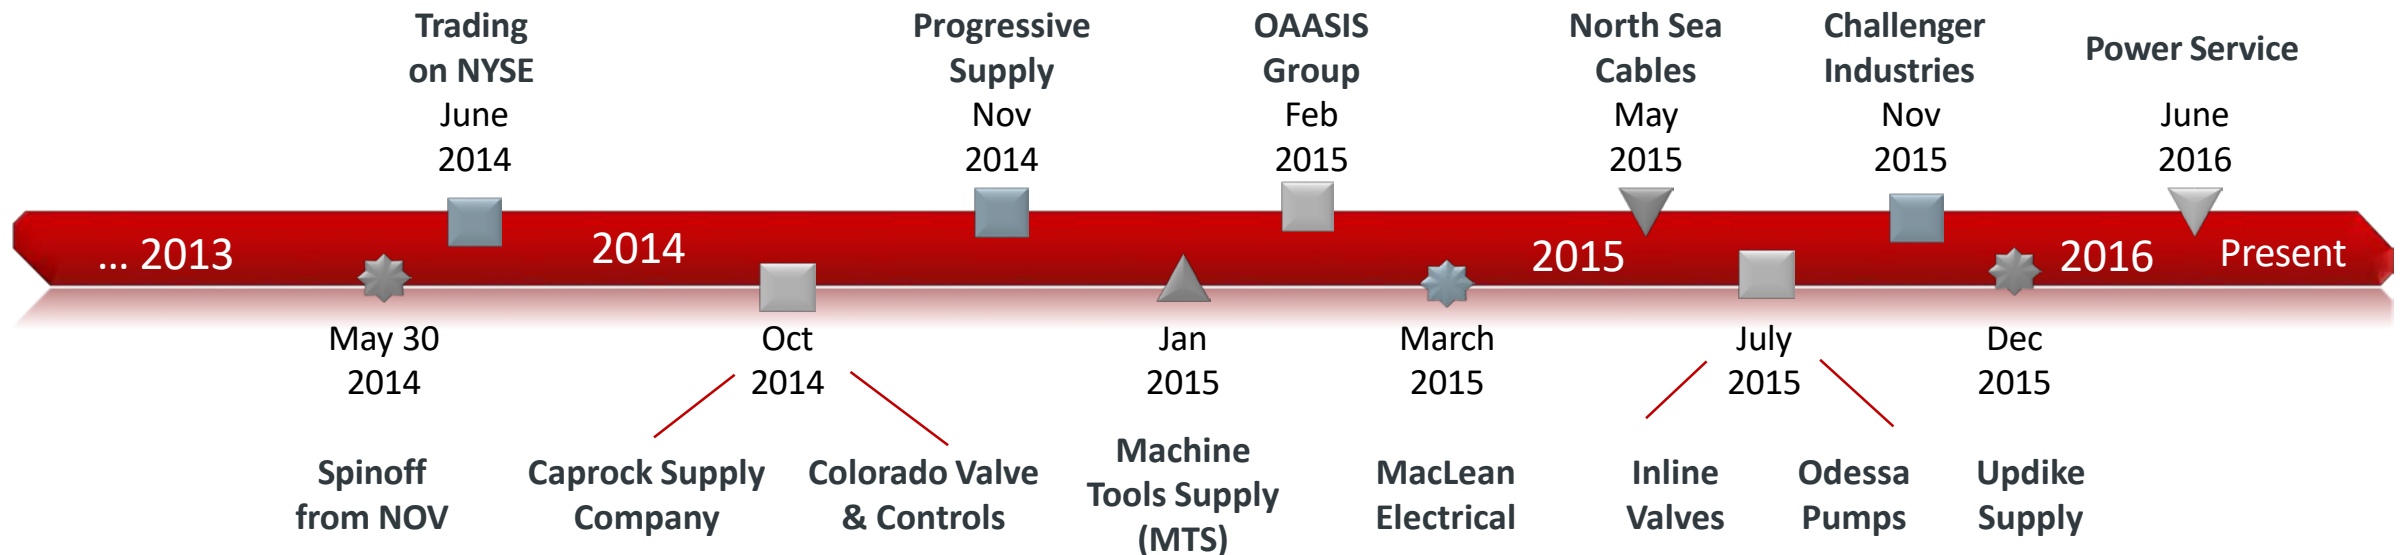 Trading
on NYSE
June
2014
Progressive
Supply
Nov
2014
OAASIS
Group
Feb
2015
North Sea
Cables
May
2015
Challenger
Industries
Nov
2015
Power Service
June
2016
... 2013
2014
2015
2016
Present
May 30
2014
Spinoff
from NOV
Oct
2014
Caprock Supply
Company
Colorado Valve
& Controls
Jan
2015
Machine
Tools Supply
(MTS)
March
2015
MacLean
Electrical
July
2015
Inline
Valves
Odessa
Pumps
Dec
2015
Updike
Supply